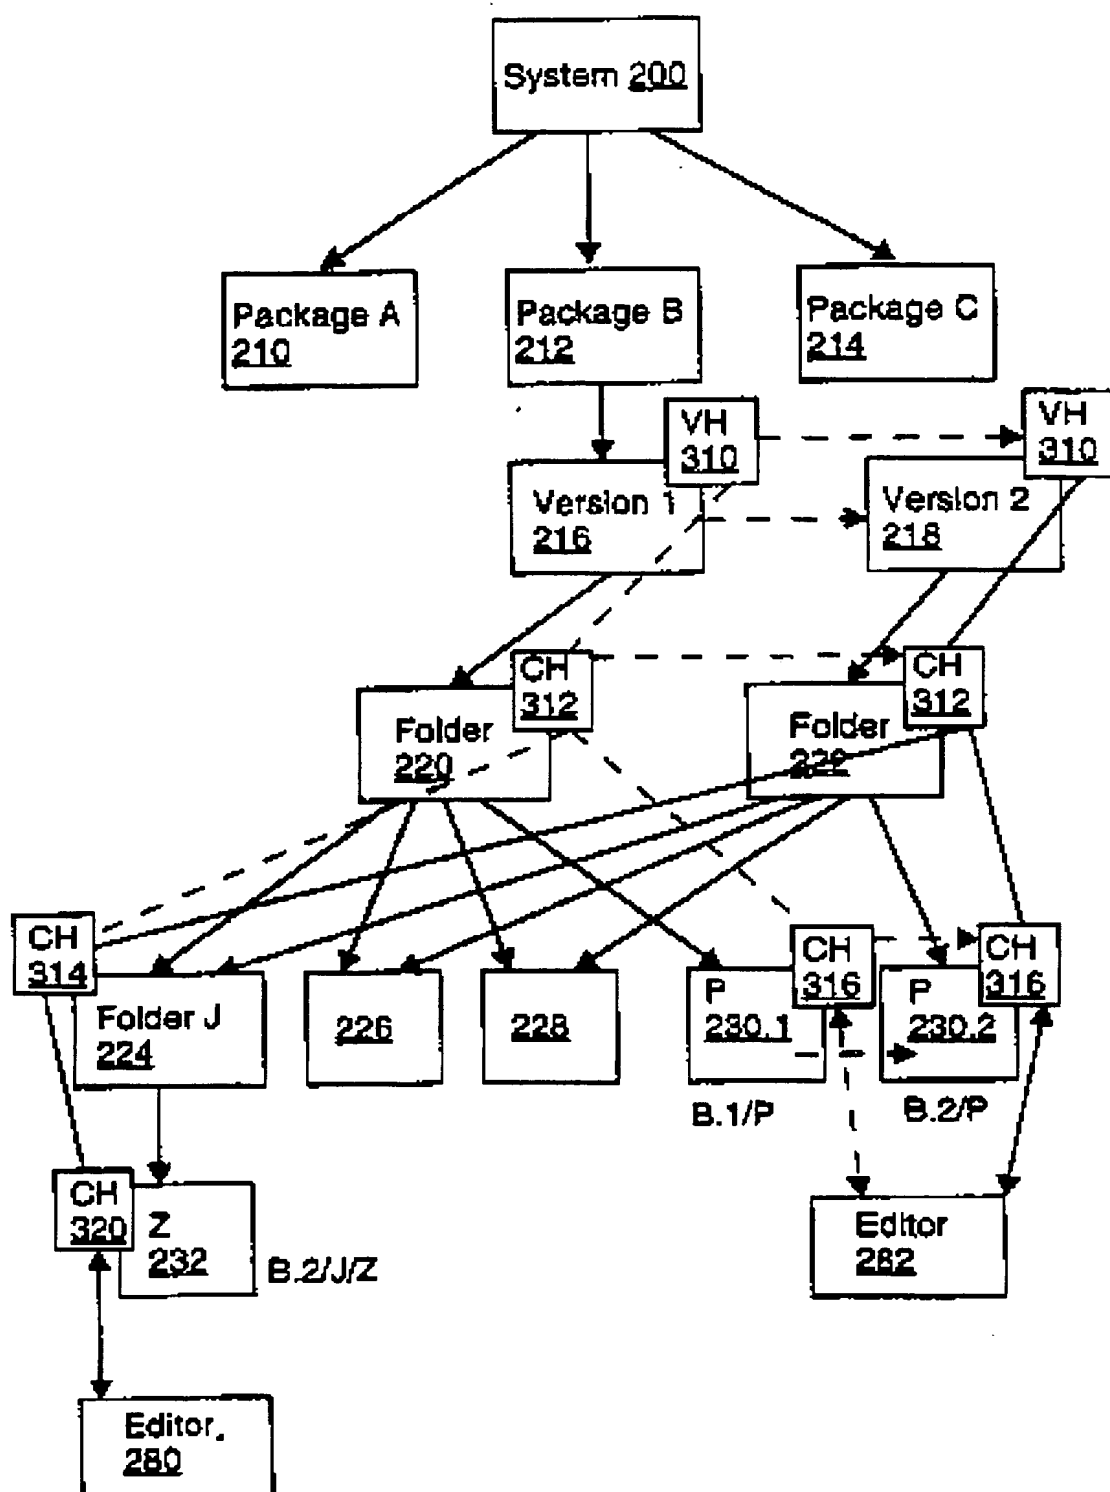 System 200
Package A
210
Package B
212
Package C
214
VH
310
VH
310
Version 1
216
Version 2
218
CH
312
CH
312
Folder
220
Folder
222
CH
314
CH
316
CH
316
Folder J
224
226
228
P
230.1
P
230.2
B.1/P
B.2/P
CH
320
Z
232
B.2/J/Z
Editor
282
Editor
280